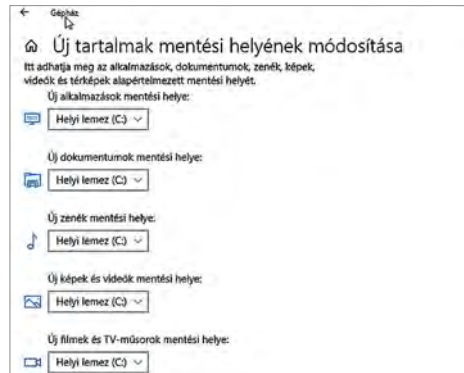 Gépház
Új tartalmak mentési helyének módosítása
Itt adhatja meg az alkalmazások, dokumentumok, zenék, képek,
videók és térképek alapértelmezett mentési helyét.
Új alkalmazások mentési helye:
Helyi lemez (C:)
Új dokumentumok mentési helye:
Helyi lemez (C:)
Új zenék mentési helye:
Helyi lemez (C:)
Új képek és videók mentési helye:
Helyi lemez (C:)
Új filmek és TV-műsorok mentési helye:
Helyi lemez (C:)